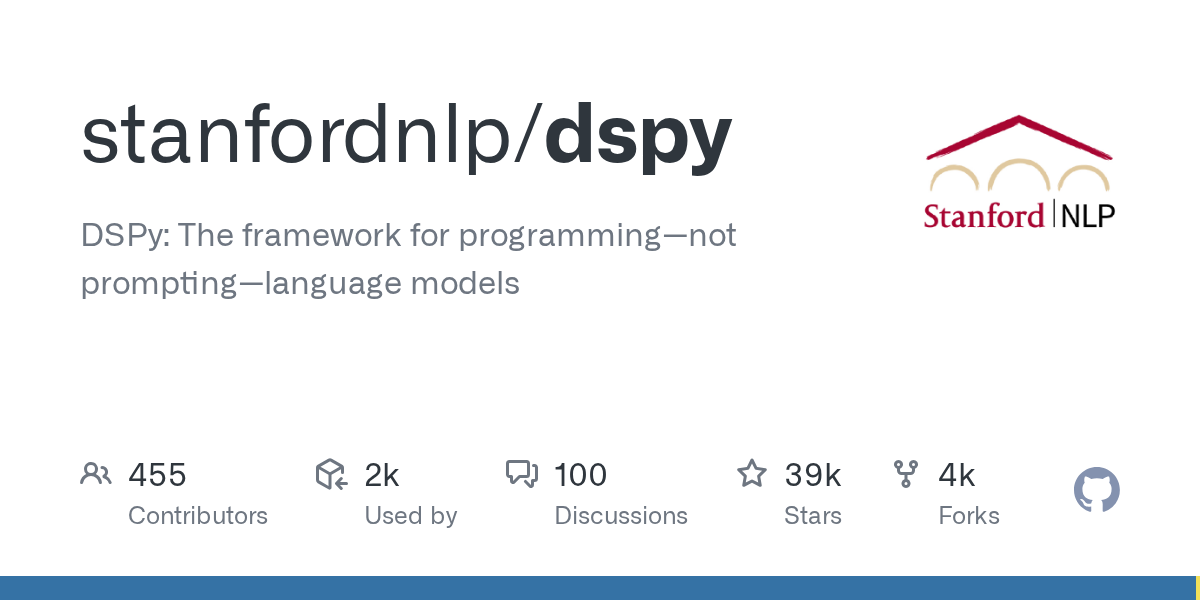 stanfordnlp/dspy
Stanford | NLP
DSPy: The framework for programming—not
prompting—language models
455
Contributors
2k
Used by
100
Discussions
39k
Stars
4k
Forks